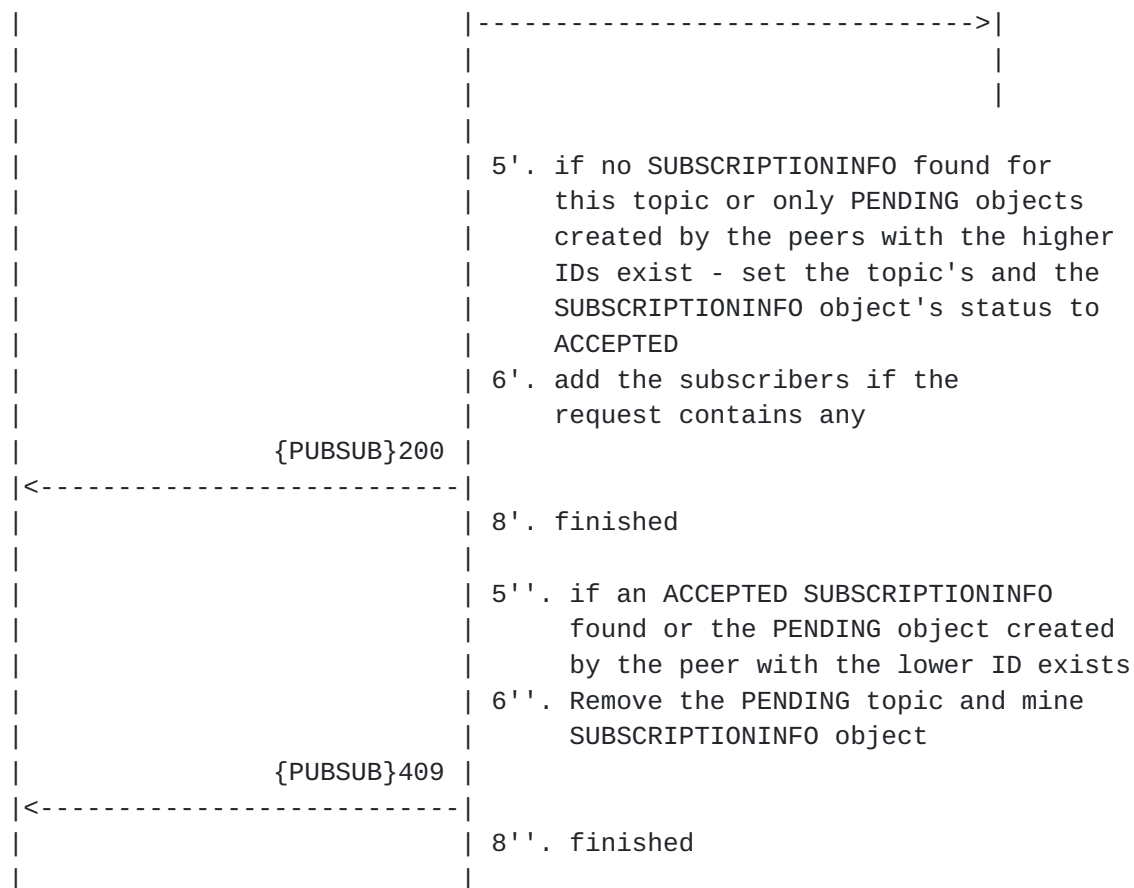 |                            |-------------------------------->|
|                            |                                 |
|                            |                                 |
|                            |
|                            | 5'. if no SUBSCRIPTIONINFO found for
|                            |     this topic or only PENDING objects
|                            |     created by the peers with the higher
|                            |     IDs exist - set the topic's and the
|                            |     SUBSCRIPTIONINFO object's status to
|                            |     ACCEPTED
|                            | 6'. add the subscribers if the
|                            |     request contains any
|                {PUBSUB}200 |
|<---------------------------|
|                            | 8'. finished
|                            |
|                            | 5''. if an ACCEPTED SUBSCRIPTIONINFO
|                            |      found or the PENDING object created
|                            |      by the peer with the lower ID exists
|                            | 6''. Remove the PENDING topic and mine
|                            |      SUBSCRIPTIONINFO object
|                {PUBSUB}409 |
|<---------------------------|
|                            | 8''. finished
|                            |